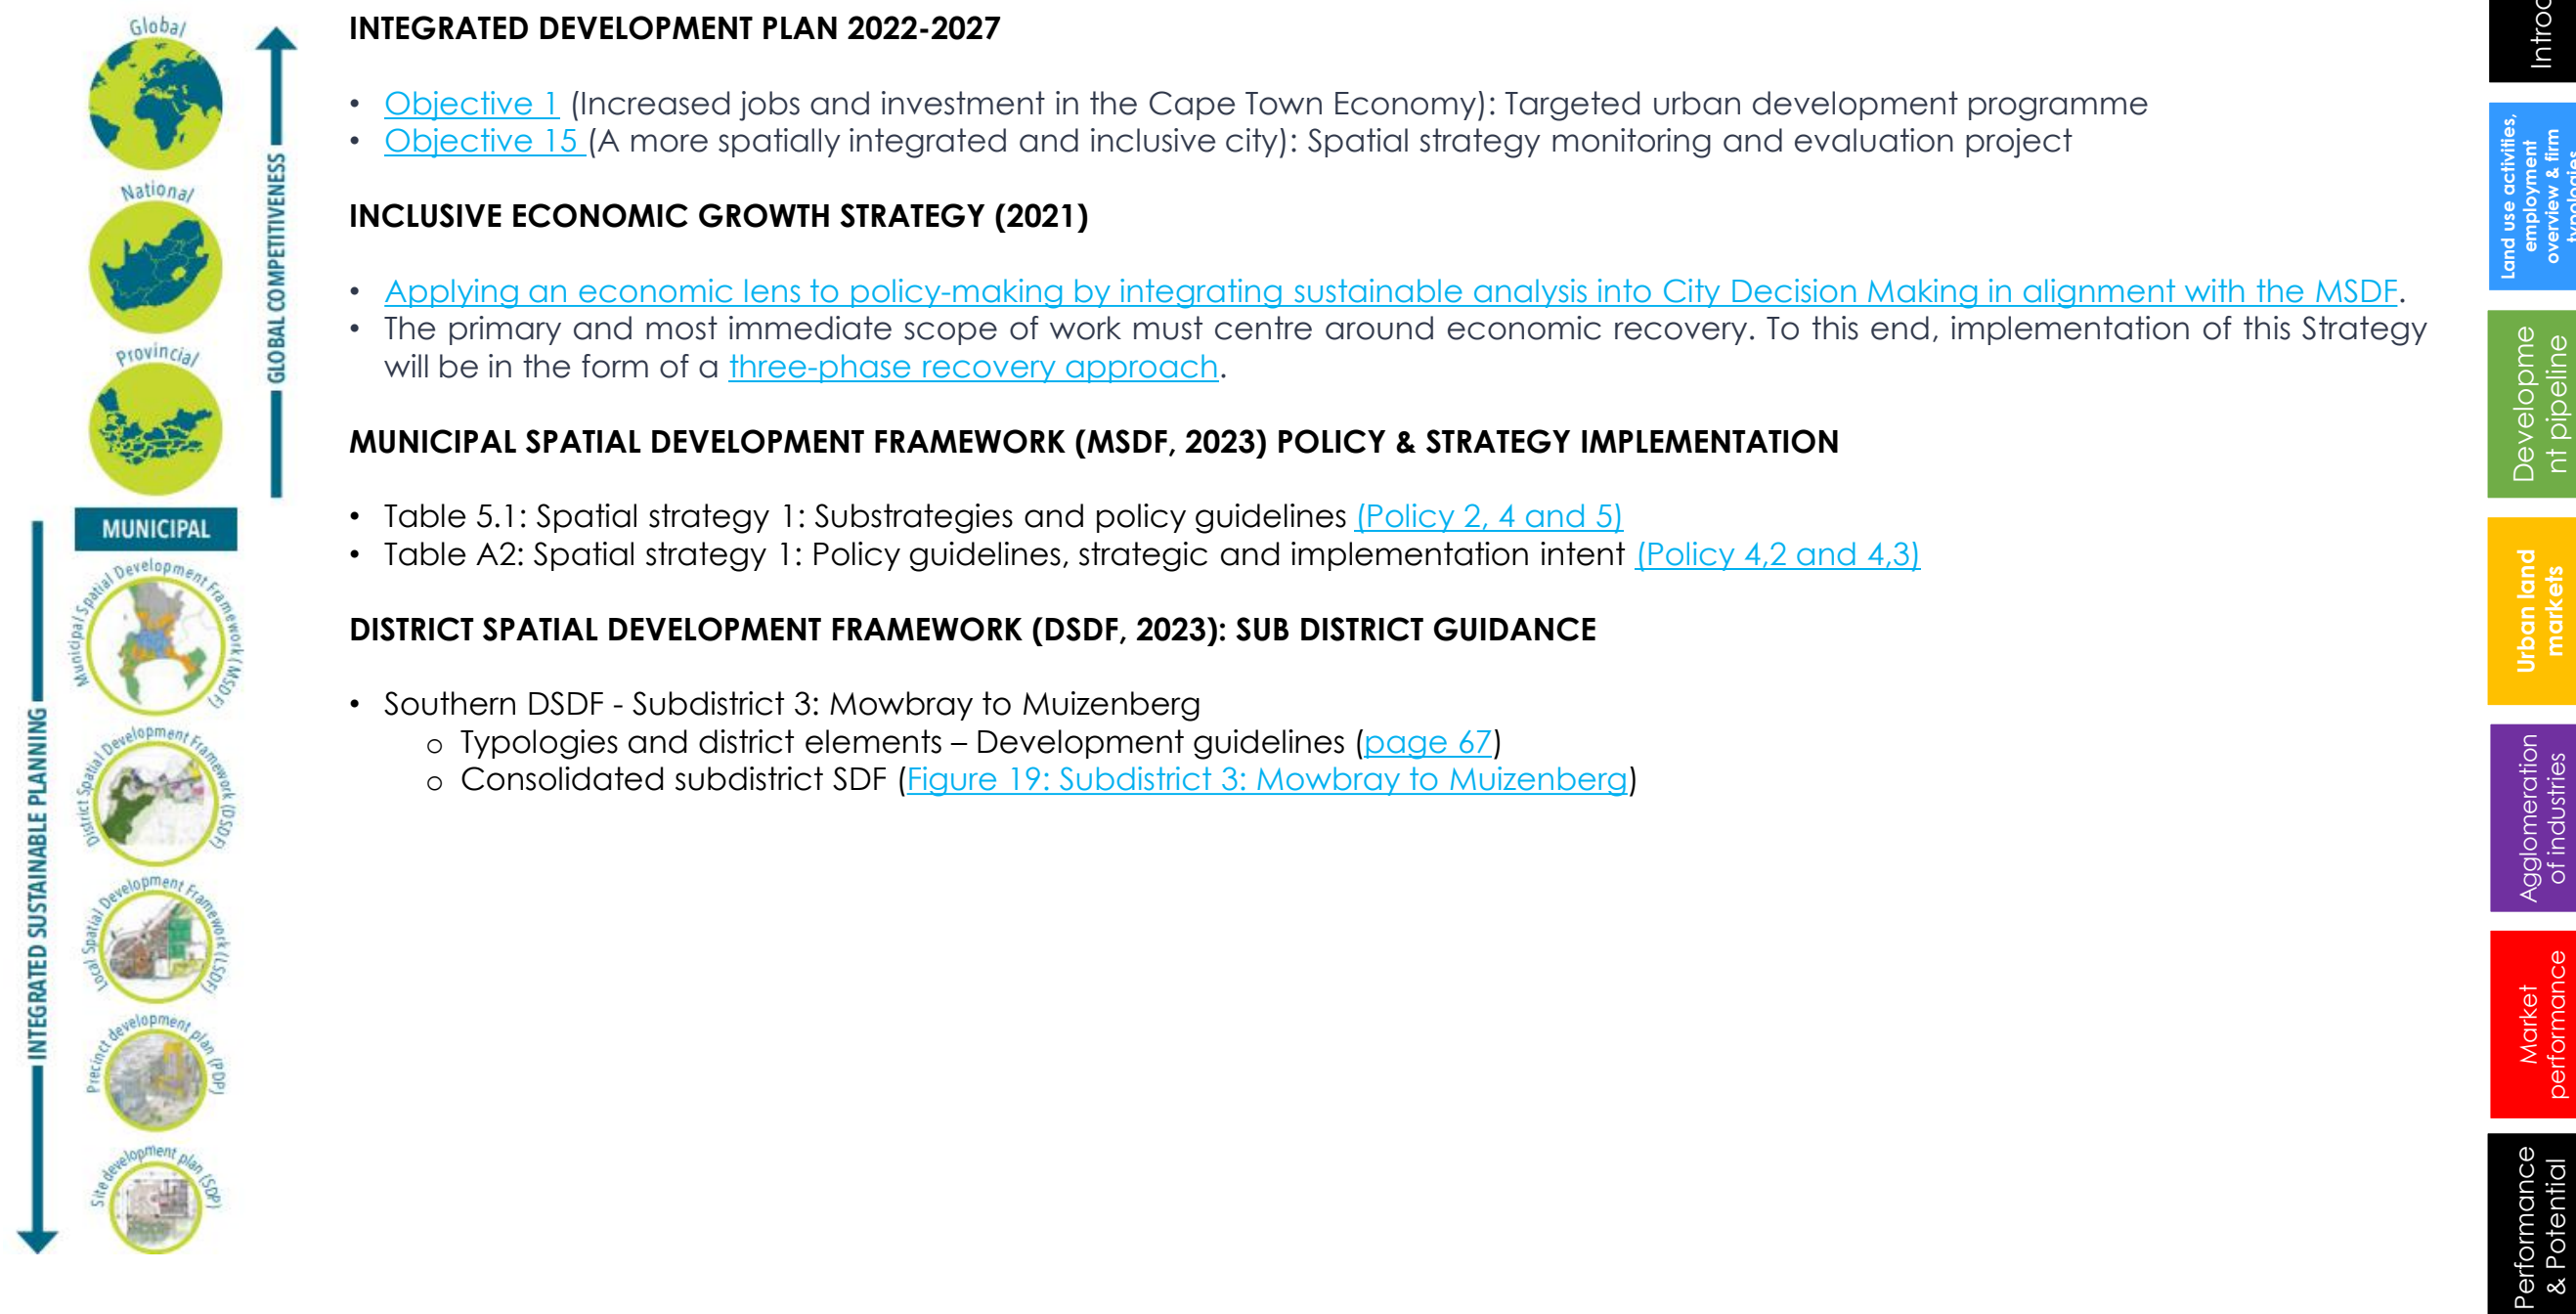 Global
National
Provincial
GLOBAL COMPETITIVENESS
MUNICIPAL
Municipal Spatial Development Framework (MSDF)
District Spatial Development Framework (DSDF)
Local Spatial Development Framework (LSDF)
Precinct development plan (PDP)
Site development plan (SDP)
INTEGRATED SUSTAINABLE PLANNING
INTEGRATED DEVELOPMENT PLAN 2022-2027
• Objective 1 (Increased jobs and investment in the Cape Town Economy): Targeted urban development programme
• Objective 15 (A more spatially integrated and inclusive city): Spatial strategy monitoring and evaluation project
INCLUSIVE ECONOMIC GROWTH STRATEGY (2021)
• Applying an economic lens to policy-making by integrating sustainable analysis into City Decision Making in alignment with the MSDF.
• The primary and most immediate scope of work must centre around economic recovery. To this end, implementation of this Strategy
will be in the form of a three-phase recovery approach.
MUNICIPAL SPATIAL DEVELOPMENT FRAMEWORK (MSDF, 2023) POLICY & STRATEGY IMPLEMENTATION
• Table 5.1: Spatial strategy 1: Substrategies and policy guidelines (Policy 2, 4 and 5)
• Table A2: Spatial strategy 1: Policy guidelines, strategic and implementation intent (Policy 4,2 and 4,3)
DISTRICT SPATIAL DEVELOPMENT FRAMEWORK (DSDF, 2023): SUB DISTRICT GUIDANCE
• Southern DSDF - Subdistrict 3: Mowbray to Muizenberg
o Typologies and district elements – Development guidelines (page 67)
o Consolidated subdistrict SDF (Figure 19: Subdistrict 3: Mowbray to Muizenberg)
Land use activities,
employment
overview & firm
typologies
Developme
nt pipeline
Urban land
markets
Agglomeration
of industries
Market
performance
Performance
& Potential